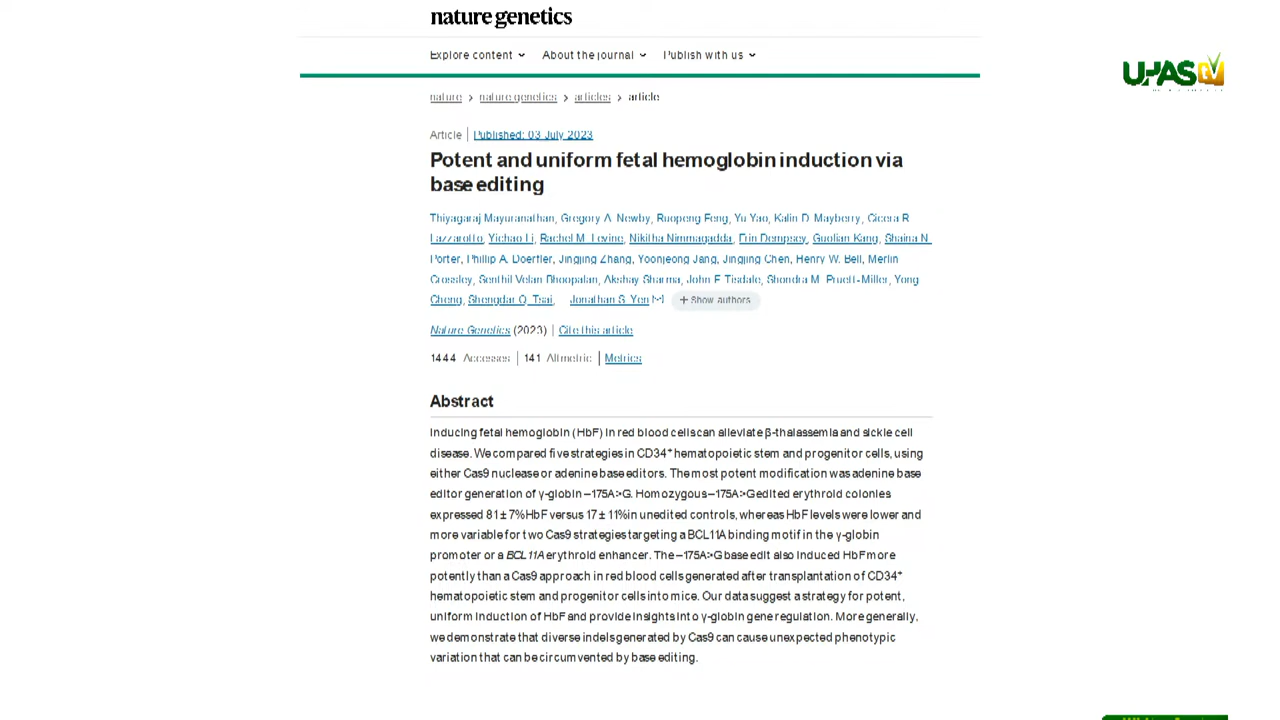 nature genetics
Explore content About the journal Publish with us
UHAS
nature > nature genetics > articles > article
Article | Published: 03 July 2023
Potent and uniform fetal hemoglobin induction via
base editing
Thiyagaraj Mayuranathan, Gregory A. Newby, Ruopeng Feng, Yu Yao, Kalin D. Mayberry, Cicera R.
Lazzarotto, Yichao Li, Rachel M. Levine, Nikitha Nimmagadda, Erin Dempsey, Guolian Kang, Shaina N.
Porter, Phillip A. Doerfler, Jingjing Zhang, Yoonjeong Jang, Jingjing Chen, Henry W. Bell, Merlin
Crossley, Senthil Velan Bhoopalan, Akshay Sharma, John F. Tisdale, Shondra M. Pruett-Miller, Yong
Cheng, Shengdar Q. Tsai, Jonathan S. Yen + Show authors
Nature Genetics (2023) | Cite this article
1444 Accesses | 141 Altmetric | Metrics
Abstract
Inducing fetal hemoglobin (HbF) in red blood cells can alleviate β-thalassemia and sickle cell
disease. We compared five strategies in CD34⁺ hematopoietic stem and progenitor cells, using
either Cas9 nuclease or adenine base editors. The most potent modification was adenine base
editor generation of γ-globin −175A>G. Homozygous −175A>G edited erythroid colonies
expressed 81 ± 7% HbF versus 17 ± 11% in unedited controls, whereas HbF levels were lower and
more variable for two Cas9 strategies targeting a BCL11A binding motif in the γ-globin
promoter or a BCL11A erythroid enhancer. The −175A>G base edit also induced HbF more
potently than a Cas9 approach in red blood cells generated after transplantation of CD34⁺
hematopoietic stem and progenitor cells into mice. Our data suggest a strategy for potent,
uniform induction of HbF and provide insights into γ-globin gene regulation. More generally,
we demonstrate that diverse indels generated by Cas9 can cause unexpected phenotypic
variation that can be circumvented by base editing.